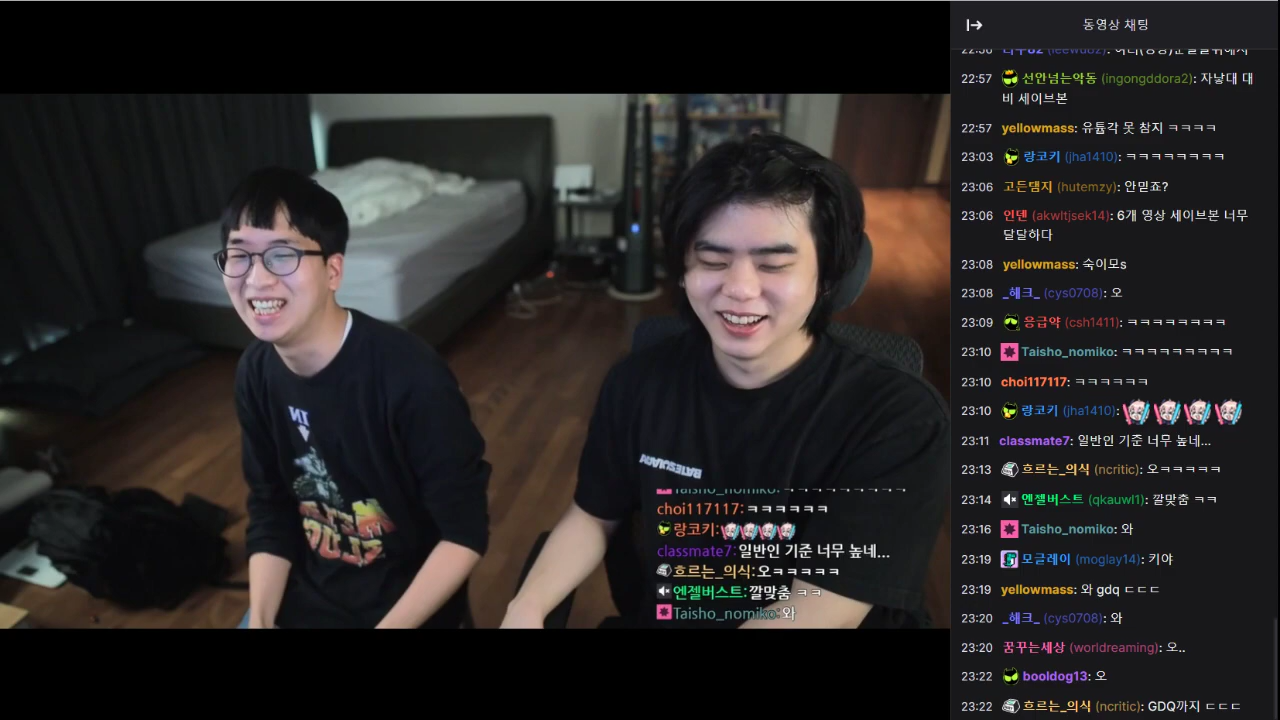 동영상 채팅
22:57 선안넘는악동 (ingongddora2): 자낳대 대
비 세이브본
22:57 yellowmass: 유튭각 못 참지 ㅋㅋㅋㅋ
23:03 랑코키 (jha1410): ㅋㅋㅋㅋㅋㅋㅋㅋ
23:06 고든댐지 (hutemzy): 안믿죠?
23:06 인덴 (akwltjsek14): 6개 영상 세이브본 너무
달달하다
23:08 yellowmass: 숙이모s
23:08 _헤크_ (cys0708): 오
23:09 응급약 (csh1411): ㅋㅋㅋㅋㅋㅋㅋㅋ
23:10 Taisho_nomiko: ㅋㅋㅋㅋㅋㅋㅋㅋㅋ
23:10 choi117117: ㅋㅋㅋㅋㅋㅋ
23:10 랑코키 (jha1410):
23:11 classmate7: 일반인 기준 너무 높네...
23:13 흐르는_의식 (ncritic): 오ㅋㅋㅋㅋㅋ
23:14 엔젤버스트 (qkauwl1): 깔맞춤 ㅋㅋ
23:16 Taisho_nomiko: 와
23:19 모글레이 (moglay14): 키야
23:19 yellowmass: 와 gdq ㄷㄷㄷ
23:20 _헤크_ (cys0708): 와
23:20 꿈꾸는세상 (worldreaming): 오..
23:22 booldog13: 오
23:22 흐르는_의식 (ncritic): GDQ까지 ㄷㄷㄷ
choi117117: ㅋㅋㅋㅋㅋㅋ
랑코키:
classmate7: 일반인 기준 너무 높네...
흐르는_의식: 오ㅋㅋㅋㅋㅋ
엔젤버스트: 깔맞춤 ㅋㅋ
Taisho_nomiko: 와